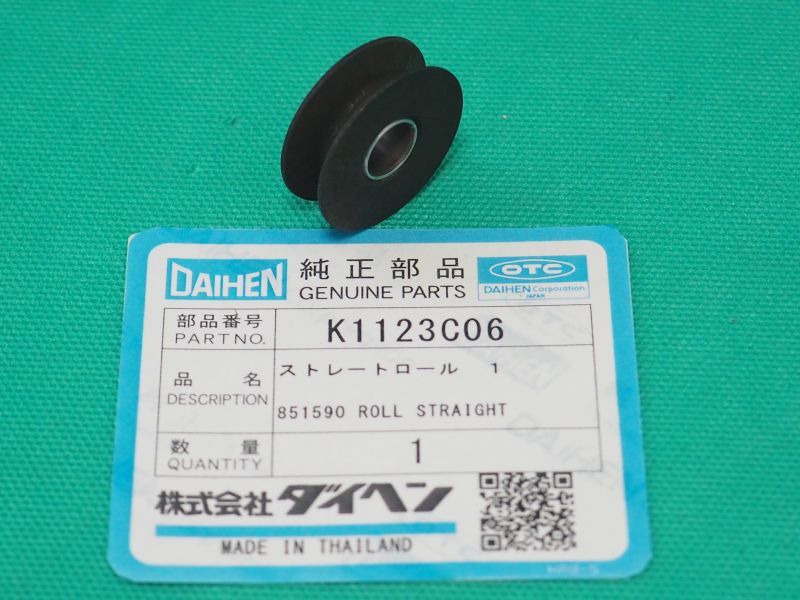 DAIHEN 純正部品 GENUINE PARTS
OTC
DAIHEN Corporation
JAPAN
部品番号 PARTNO. K1123C06
品名 DESCRIPTION ストレートロール 1
851590 ROLL STRAIGHT
数量 QUANTITY 1
株式会社ダイヘン
MADE IN THAILAND